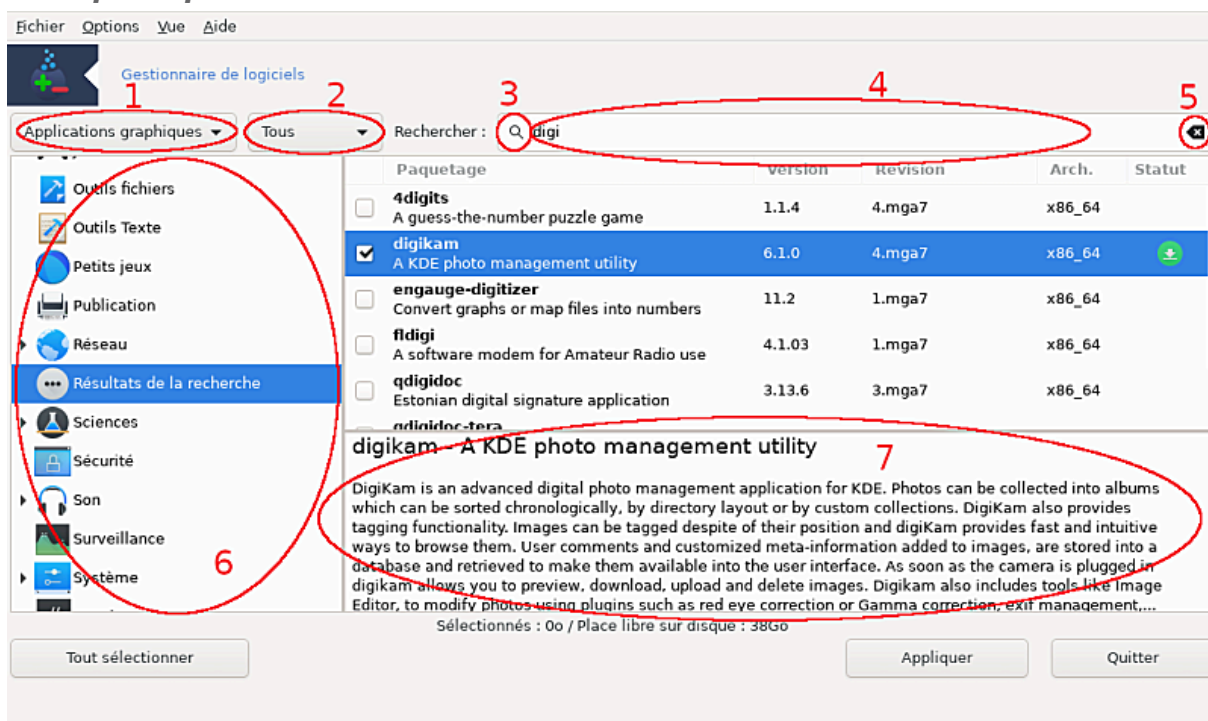 Fichier Options Vue Aide
Gestionnaire de logiciels
1 2 3 4 5
Applications graphiques Tous Rechercher : digi
Paquetage Version Révision Arch. Statut
Outils fichiers
Outils Texte
Petits jeux
Publication
Réseau
Résultats de la recherche
Sciences
Sécurité
Son
Surveillance
Système
6
4digits 1.1.4 4.mga7 x86_64
A guess-the-number puzzle game
digikam 6.1.0 4.mga7 x86_64
A KDE photo management utility
engauge-digitizer 11.2 1.mga7 x86_64
Convert graphs or map files into numbers
fldigi 4.1.03 1.mga7 x86_64
A software modem for Amateur Radio use
qdigidoc 3.13.6 3.mga7 x86_64
Estonian digital signature application
qdigidoc-tera
digikam - A KDE photo management utility
7
DigiKam is an advanced digital photo management application for KDE. Photos can be collected into albums
which can be sorted chronologically, by directory layout or by custom collections. DigiKam also provides
tagging functionality. Images can be tagged despite of their position and digiKam provides fast and intuitive
ways to browse them. User comments and customized meta-information added to images, are stored into a
database and retrieved to make them available into the user interface. As soon as the camera is plugged in
digikam allows you to preview, download, upload and delete images. Digikam also includes tools like Image
Editor, to modify photos using plugins such as red eye correction or Gamma correction, exif management,...
Sélectionnés : 0o / Place libre sur disque : 38Go
Tout sélectionner Appliquer Quitter